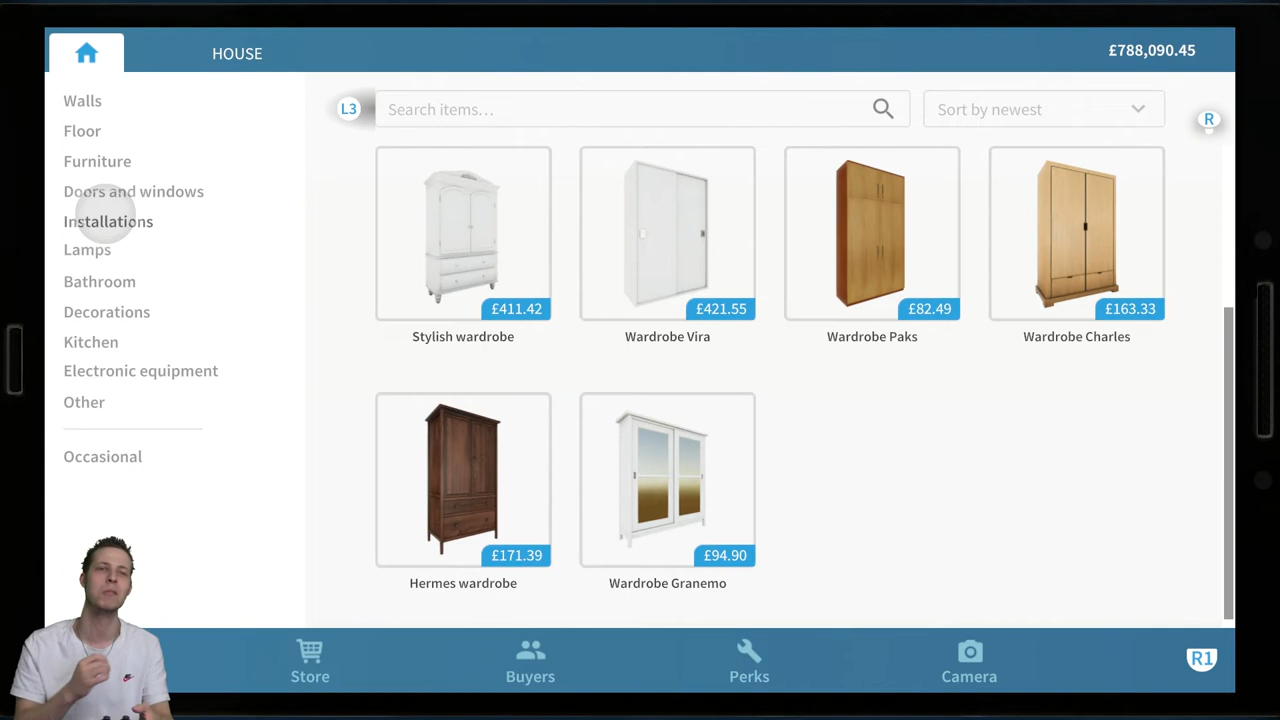 HOUSE
£788,090.45
Walls
Floor
Furniture
Doors and windows
Installations
Lamps
Bathroom
Decorations
Kitchen
Electronic equipment
Other
Occasional
L3
Search items…
Sort by newest
R
£411.42
£421.55
£82.49
£163.33
Stylish wardrobe
Wardrobe Vira
Wardrobe Paks
Wardrobe Charles
£171.39
£94.90
Hermes wardrobe
Wardrobe Granemo
Store
Buyers
Perks
Camera
R1